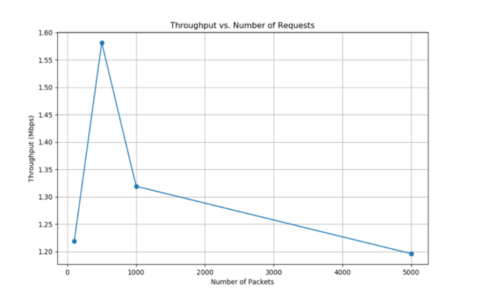 Throughput vs. Number of Requests
1.60
1.55
1.50
1.45
1.40
1.35
1.30
1.25
1.20
Throughput (Mbps)
0 1000 2000 3000 4000 5000
Number of Packets